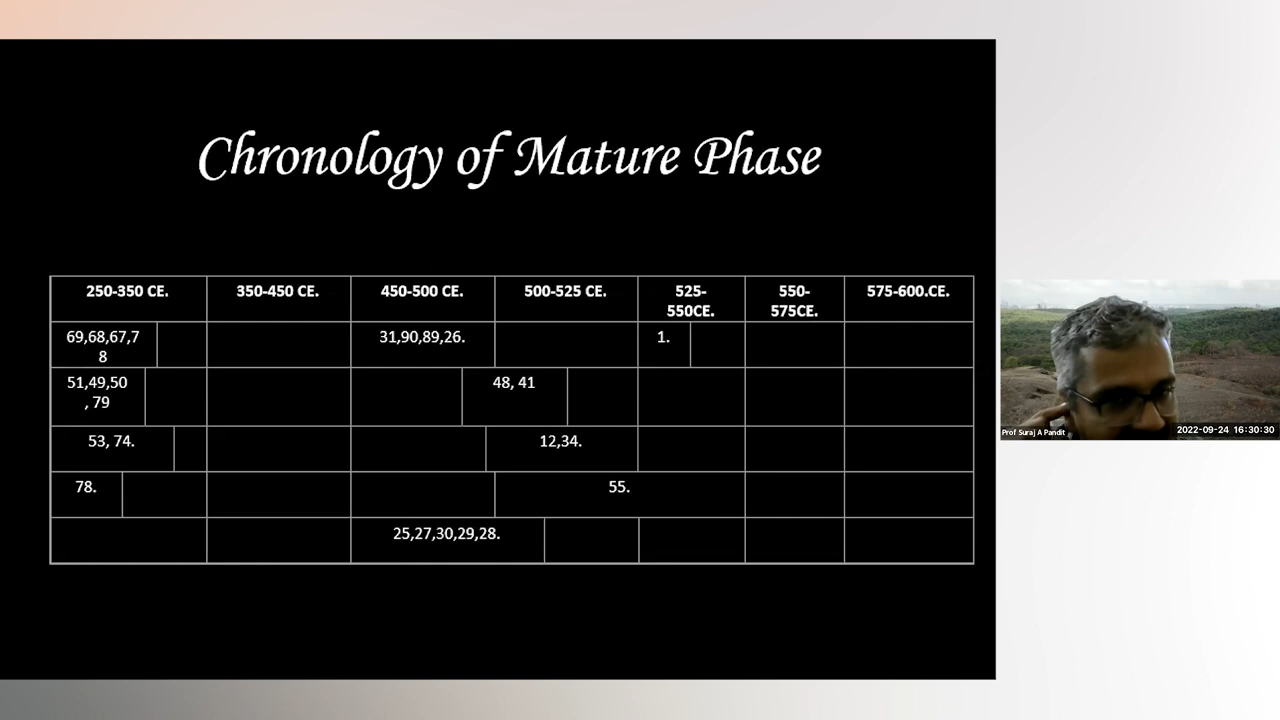 Chronology of Mature Phase
250-350 CE. 350-450 CE. 450-500 CE. 500-525 CE. 525- 550- 575-600.CE.
550CE. 575CE.
69,68,67,7 31,90,89,26. 1.
8
51,49,50 48, 41
, 79
53, 74. 12,34.
78. 55.
25,27,30,29,28.
Prof Suraj A Pandit 2022-09-24 16:30:30